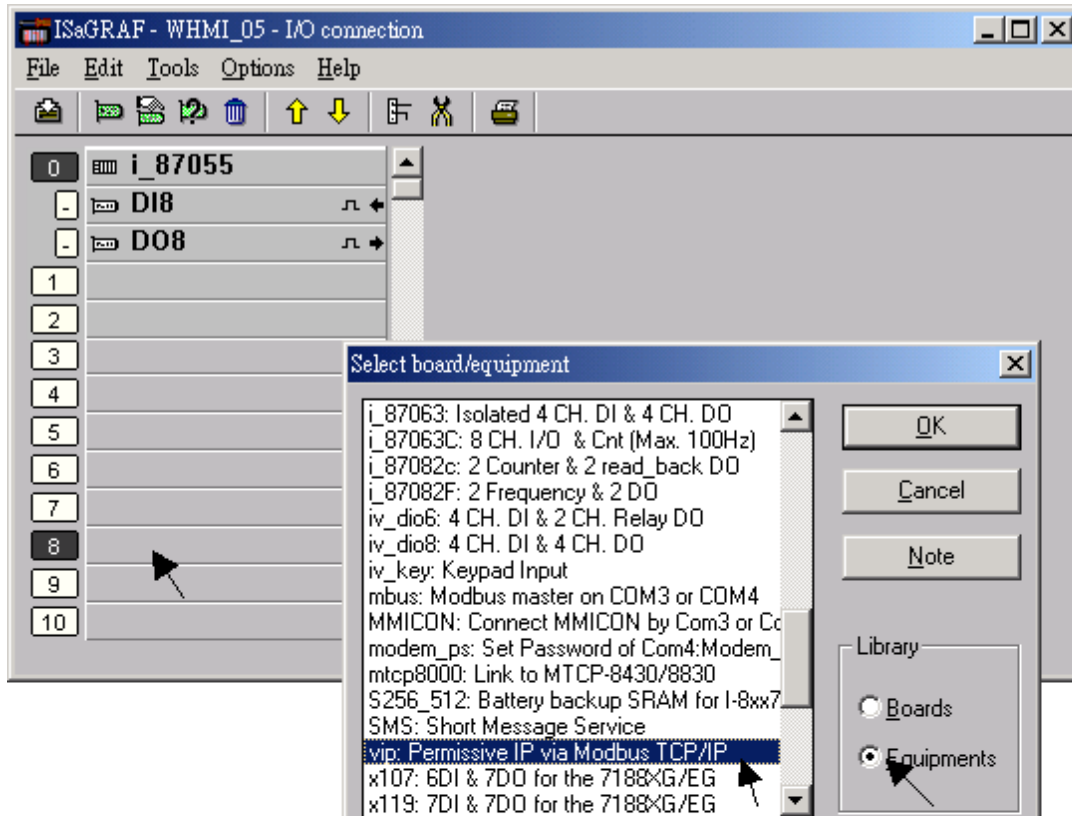 ISaGRAF - WHMI_05 - I/O connection
File Edit Tools Options Help
0 i_87055
- DI8
- DO8
1
2
3
4
5
6
7
8
9
10
Select board/equipment
i_87063: Isolated 4 CH. DI & 4 CH. DO
i_87063C: 8 CH. I/O & Cnt (Max. 100Hz)
i_87082c: 2 Counter & 2 read_back DO
i_87082F: 2 Frequency & 2 DO
iv_dio6: 4 CH. DI & 2 CH. Relay DO
iv_dio8: 4 CH. DI & 4 CH. DO
iv_key: Keypad Input
mbus: Modbus master on COM3 or COM4
MMICON: Connect MMICON by Com3 or Co
modem_ps: Set Password of Com4:Modem_
mtcp8000: Link to MTCP-8430/8830
S256_512: Battery backup SRAM for I-8xx7
SMS: Short Message Service
vip: Permissive IP via Modbus TCP/IP
x107: 6DI & 7DO for the 7188XG/EG
x119: 7DI & 7DO for the 7188XG/EG
OK
Cancel
Note
Library
Boards
Equipments